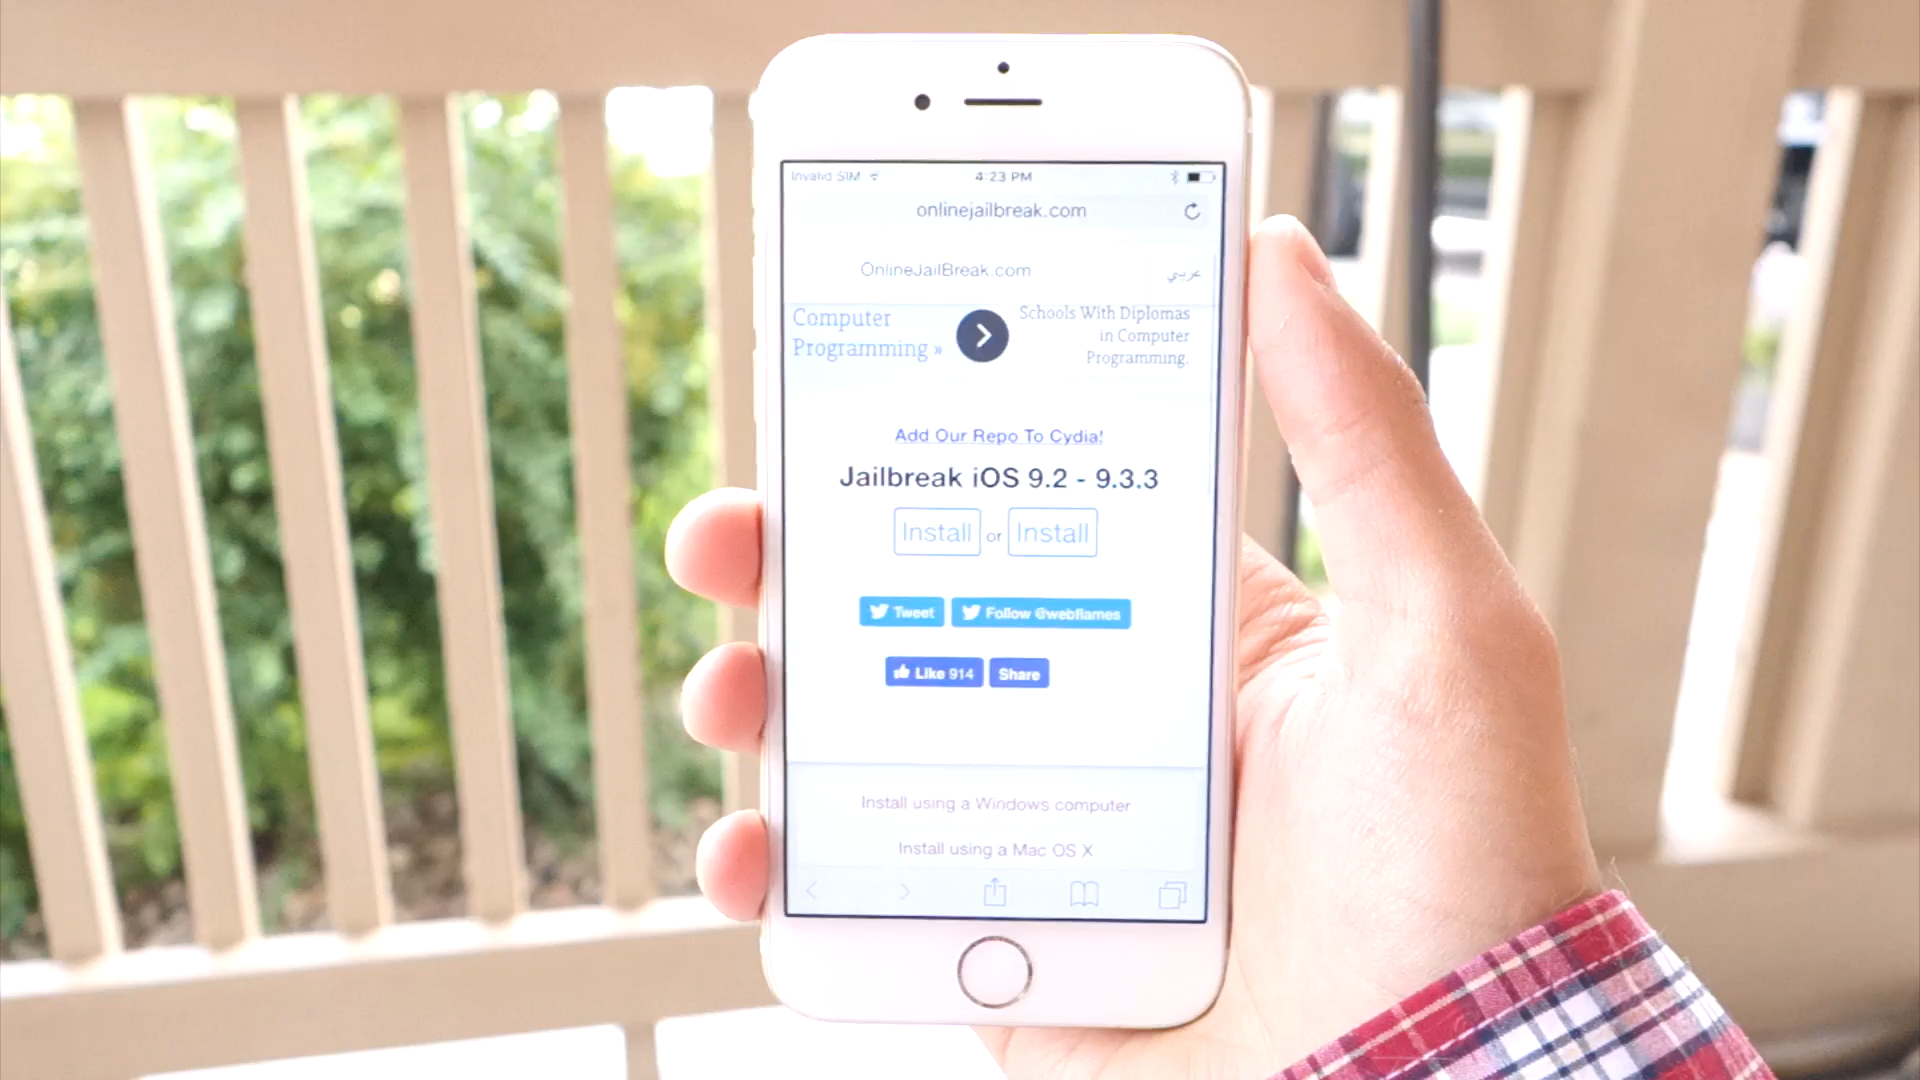 Invalid SIM
4:23 PM
onlinejailbreak.com
OnlineJailBreak.com
عربي
Computer
Programming »
Schools With Diplomas
in Computer
Programming.
Add Our Repo To Cydia!
Jailbreak iOS 9.2 - 9.3.3
Install or Install
Tweet
Follow @webflames
Like 914
Share
Install using a Windows computer
Install using a Mac OS X